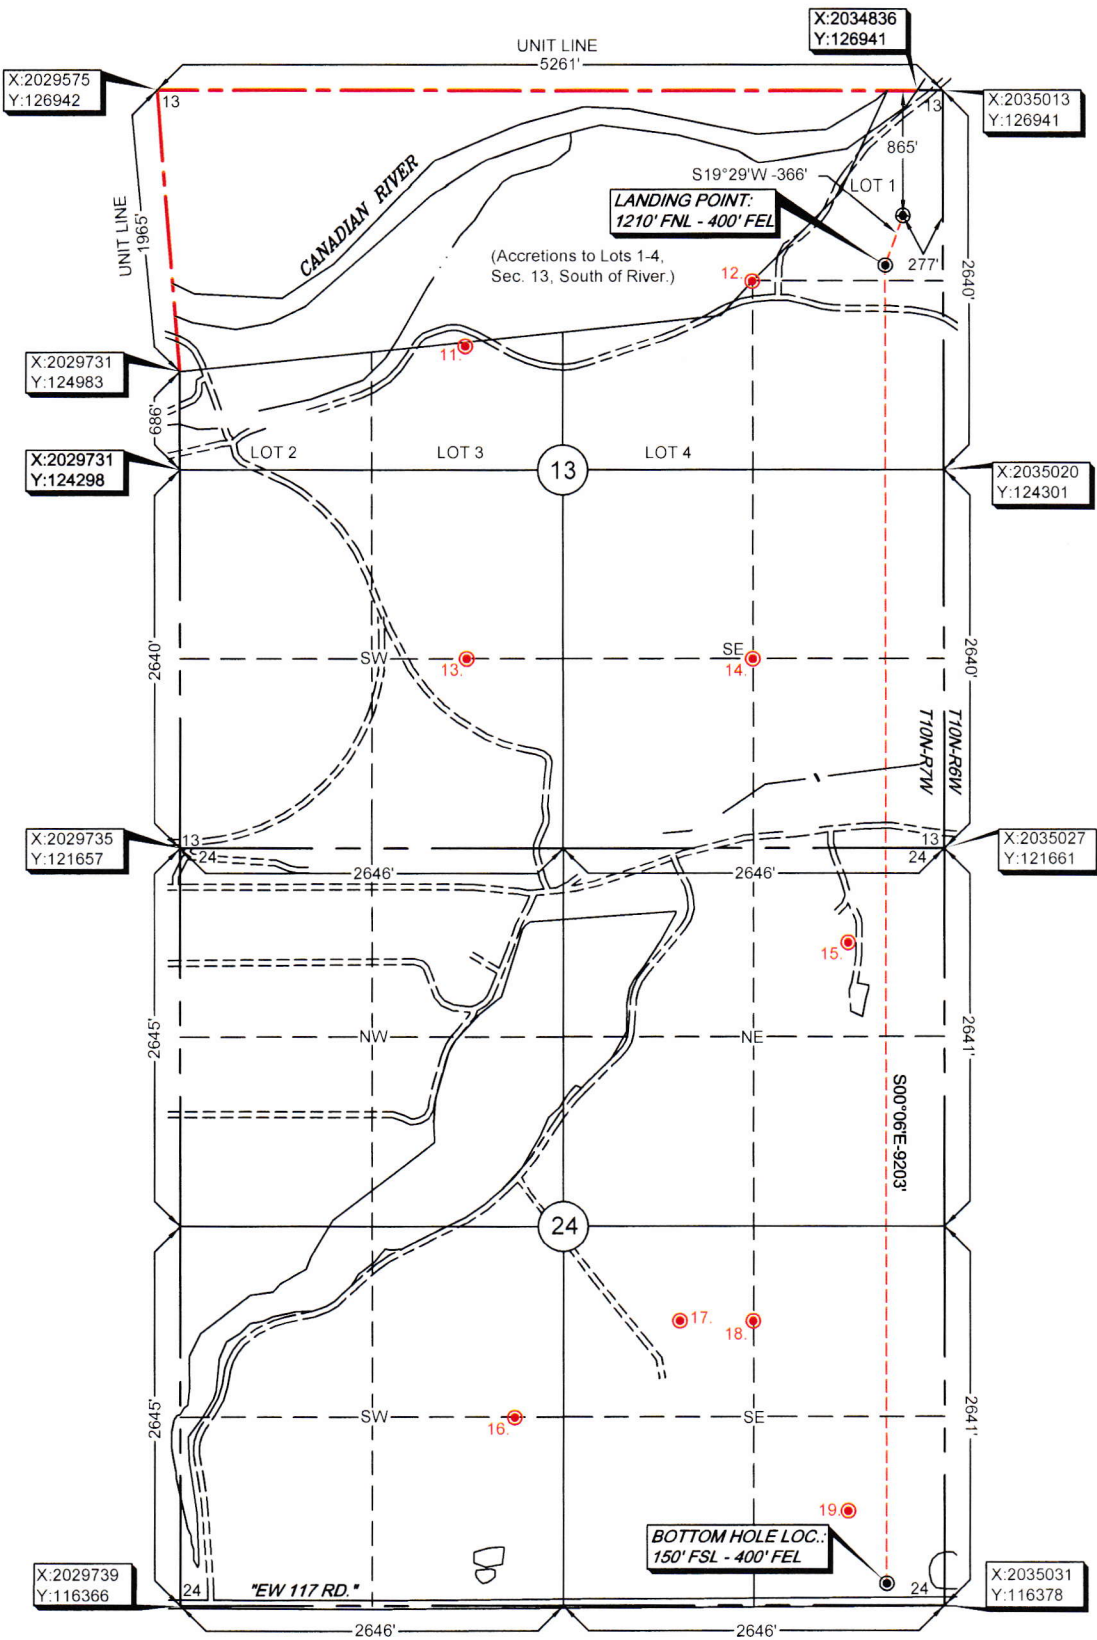 X:2034836
Y:126941
UNIT LINE
5261'
X:2029575
Y:126942
13
13
X:2035013
Y:126941
865'
S19°29'W -366'
LOT 1
LANDING POINT:
1210' FNL - 400' FEL
CANADIAN RIVER
UNIT LINE
1965'
(Accretions to Lots 1-4,
Sec. 13, South of River.)
277'
12.
2640'
11.
X:2029731
Y:124983
686'
LOT 2
LOT 3
LOT 4
13
X:2029731
Y:124298
X:2035020
Y:124301
2640'
SW
13.
SE
14.
2640'
T10N-R7W
T10N-R6W
X:2029735
Y:121657
13
24
13
24
X:2035027
Y:121661
2646'
2646'
15.
2645'
NW
NE
2641'
S00°06'E-9203'
24
17.
18.
2645'
SW
16.
SE
2641'
19.
BOTTOM HOLE LOC.:
150' FSL - 400' FEL
X:2029739
Y:116366
24
"EW 117 RD."
24
X:2035031
Y:116378
2646'
2646'